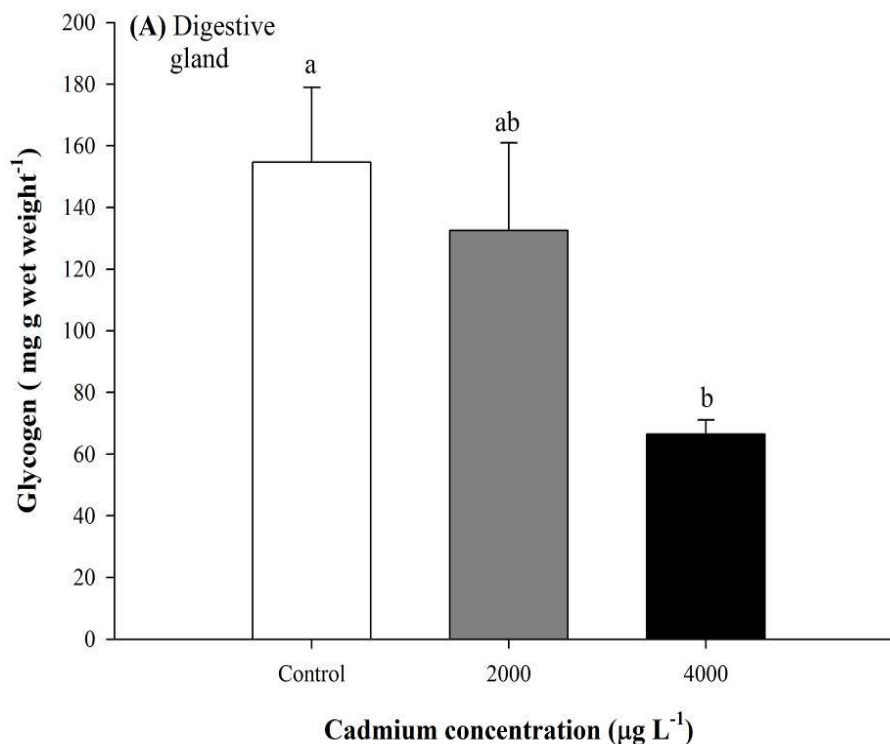 (A) Digestive
gland
a
ab
b
200
180
160
140
120
100
80
60
40
20
0
Glycogen ( mg g wet weight⁻¹)
Control 2000 4000
Cadmium concentration (µg L⁻¹)